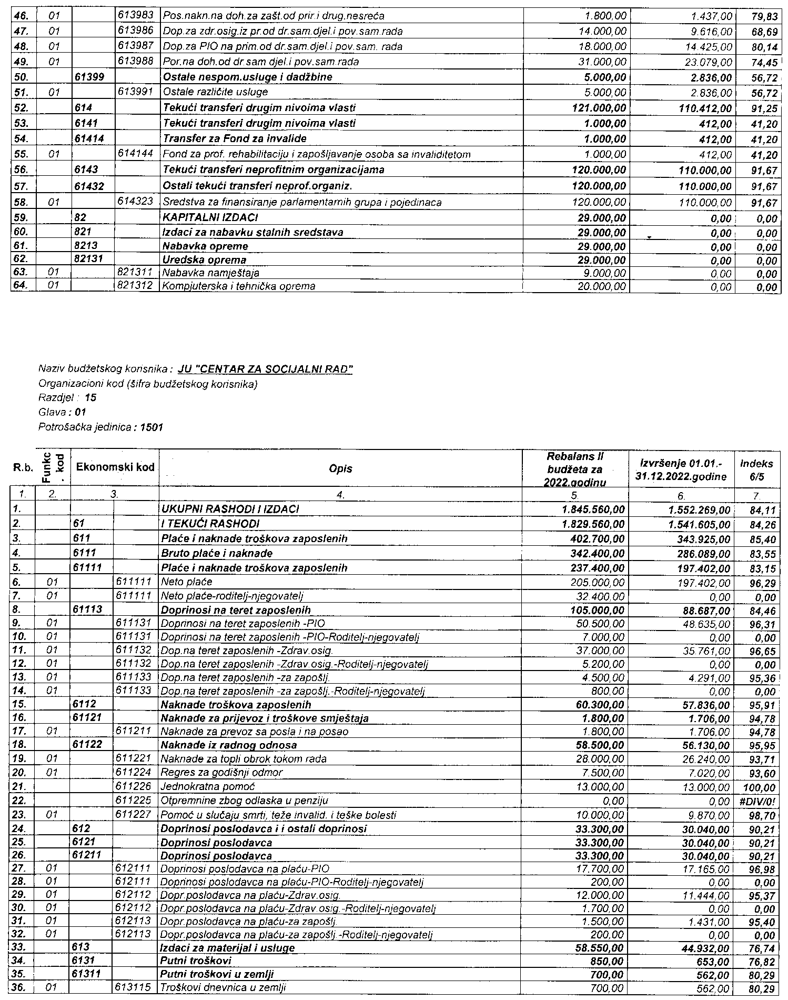 46. 01 613983 Pos.nakn.na doh.za zašt.od prir.i drug.nesreća 1.800,00 1.437,00 79,83
47. 01 613986 Dop.za zdr.osig.iz pr.od dr.sam.djel.i pov.sam.rada 14.000,00 9.616,00 68,69
48. 01 613987 Dop.za PIO na prim.od dr.sam.djel.i pov.sam. rada 18.000,00 14.425,00 80,14
49. 01 613988 Por.na doh.od dr.sam djel.i pov.sam.rada 31.000,00 23.079,00 74,45
50. 61399 Ostale nespom.usluge i dadžbine 5.000,00 2.836,00 56,72
51. 01 613991 Ostale različite usluge 5.000,00 2.836,00 56,72
52. 614 Tekući transferi drugim nivoima vlasti 121.000,00 110.412,00 91,25
53. 6141 Tekući transferi drugim nivoima vlasti 1.000,00 412,00 41,20
54. 61414 Transfer za Fond za invalide 1.000,00 412,00 41,20
55. 01 614144 Fond za prof. rehabilitaciju i zapošljavanje osoba sa invaliditetom 1.000,00 412,00 41,20
56. 6143 Tekući transferi neprofitnim organizacijama 120.000,00 110.000,00 91,67
57. 61432 Ostali tekući transferi neprof.organiz. 120.000,00 110.000,00 91,67
58. 01 614323 Sredstva za finansiranje parlamentarnih grupa i pojedinaca 120.000,00 110.000,00 91,67
59. 82 KAPITALNI IZDACI 29.000,00 0,00 0,00
60. 821 Izdaci za nabavku stalnih sredstava 29.000,00 0,00 0,00
61. 8213 Nabavka opreme 29.000,00 0,00 0,00
62. 82131 Uredska oprema 29.000,00 0,00 0,00
63. 01 821311 Nabavka namještaja 9.000,00 0,00 0,00
64. 01 821312 Kompjuterska i tehnička oprema 20.000,00 0,00 0,00
Naziv budžetskog korisnika : JU "CENTAR ZA SOCIJALNI RAD"
Organizacioni kod (šifra budžetskog korisnika)
Razdjel : 15
Glava : 01
Potrošačka jedinica : 1501
R.b. Funkc. kod Ekonomski kod Opis Rebalans II budžeta za 2022.godinu Izvršenje 01.01.-31.12.2022.godine Indeks 6/5
1. 2. 3. 4. 5. 6. 7.
1. UKUPNI RASHODI I IZDACI 1.845.560,00 1.552.269,00 84,11
2. 61 I TEKUĆI RASHODI 1.829.560,00 1.541.605,00 84,26
3. 611 Plaće i naknade troškova zaposlenih 402.700,00 343.925,00 85,40
4. 6111 Bruto plaće i naknade 342.400,00 286.089,00 83,55
5. 61111 Plaće i naknade troškova zaposlenih 237.400,00 197.402,00 83,15
6. 01 611111 Neto plaće 205.000,00 197.402,00 96,29
7. 01 611111 Neto plaće-roditelj-njegovatelj 32.400,00 0,00 0,00
8. 61113 Doprinosi na teret zaposlenih 105.000,00 88.687,00 84,46
9. 01 611131 Doprinosi na teret zaposlenih -PIO 50.500,00 48.635,00 96,31
10. 01 611131 Doprinosi na teret zaposlenih -PIO-Roditelj-njegovatelj 7.000,00 0,00 0,00
11. 01 611132 Dop.na teret zaposlenih -Zdrav.osig. 37.000,00 35.761,00 96,65
12. 01 611132 Dop.na teret zaposlenih -Zdrav.osig.-Roditelj-njegovatelj 5.200,00 0,00 0,00
13. 01 611133 Dop.na teret zaposlenih -za zapošlj. 4.500,00 4.291,00 95,36
14. 01 611133 Dop.na teret zaposlenih -za zapošlj.-Roditelj-njegovatelj 800,00 0,00 0,00
15. 6112 Naknade troškova zaposlenih 60.300,00 57.836,00 95,91
16. 61121 Naknade za prijevoz i troškove smještaja 1.800,00 1.706,00 94,78
17. 01 611211 Naknade za prevoz sa posla i na posao 1.800,00 1.706,00 94,78
18. 61122 Naknade iz radnog odnosa 58.500,00 56.130,00 95,95
19. 01 611221 Naknade za topli obrok tokom rada 28.000,00 26.240,00 93,71
20. 01 611224 Regres za godišnji odmor 7.500,00 7.020,00 93,60
21. 611226 Jednokratna pomoć 13.000,00 13.000,00 100,00
22. 611225 Otpremnine zbog odlaska u penziju 0,00 0,00 #DIV/0!
23. 01 611227 Pomoć u slučaju smrti, teže invalid. i teške bolesti 10.000,00 9.870,00 98,70
24. 612 Doprinosi poslodavca i i ostali doprinosi 33.300,00 30.040,00 90,21
25. 6121 Doprinosi poslodavca 33.300,00 30.040,00 90,21
26. 61211 Doprinosi poslodavca 33.300,00 30.040,00 90,21
27. 01 612111 Doprinosi poslodavca na plaću-PIO 17.700,00 17.165,00 96,98
28. 01 612111 Doprinosi poslodavca na plaću-PIO-Roditelj-njegovatelj 200,00 0,00 0,00
29. 01 612112 Dopr.poslodavca na plaću-Zdrav.osig. 12.000,00 11.444,00 95,37
30. 01 612112 Dopr.poslodavca na plaću-Zdrav.osig.-Roditelj-njegovatelj 1.700,00 0,00 0,00
31. 01 612113 Dopr.poslodavca na plaću-za zapošlj. 1.500,00 1.431,00 95,40
32. 01 612113 Dopr.poslodavca na plaću-za zapošlj.-Roditelj-njegovatelj 200,00 0,00 0,00
33. 613 Izdaci za materijal i usluge 58.550,00 44.932,00 76,74
34. 6131 Putni troškovi 850,00 653,00 76,82
35. 61311 Putni troškovi u zemlji 700,00 562,00 80,29
36. 01 613115 Troškovi dnevnica u zemlji 700,00 562,00 80,29